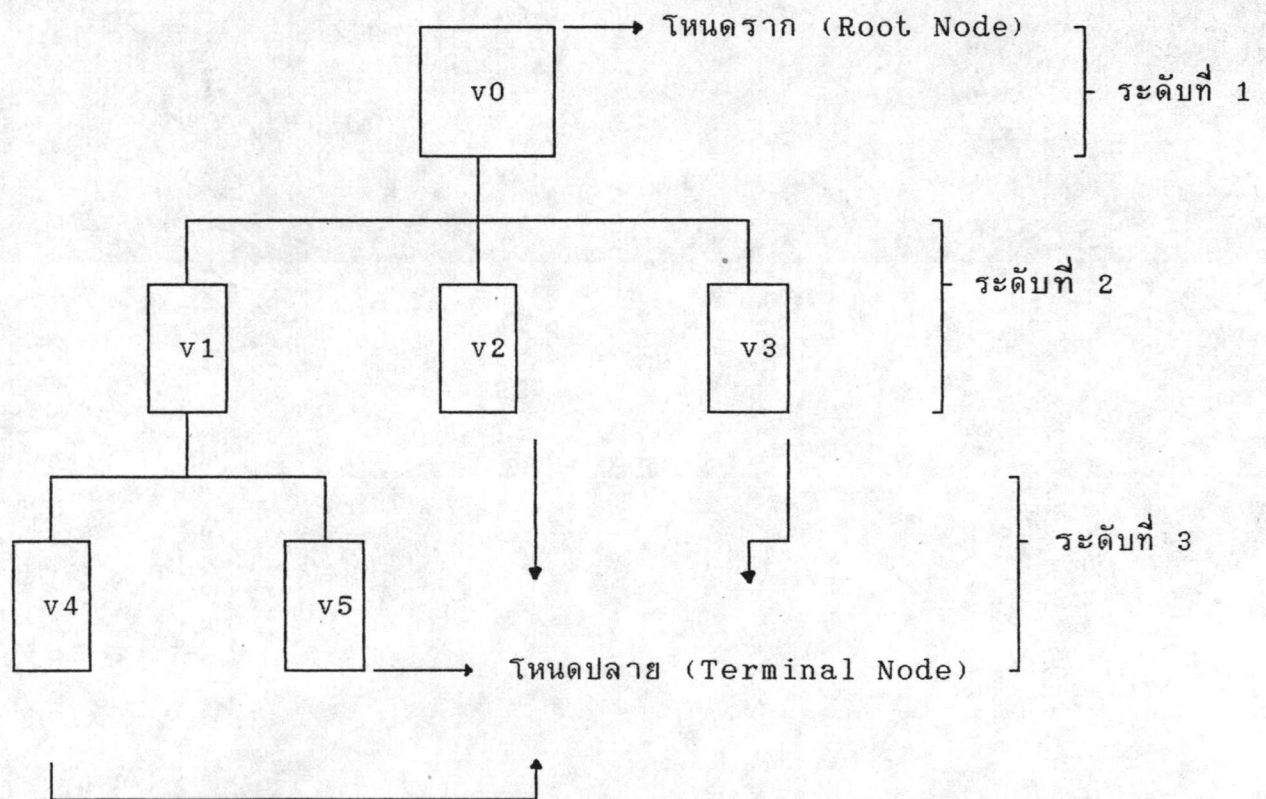 โหนดราก (Root Node)
v0
ระดับที่ 1
ระดับที่ 2
v1
v2
v3
ระดับที่ 3
v4
v5
โหนดปลาย (Terminal Node)